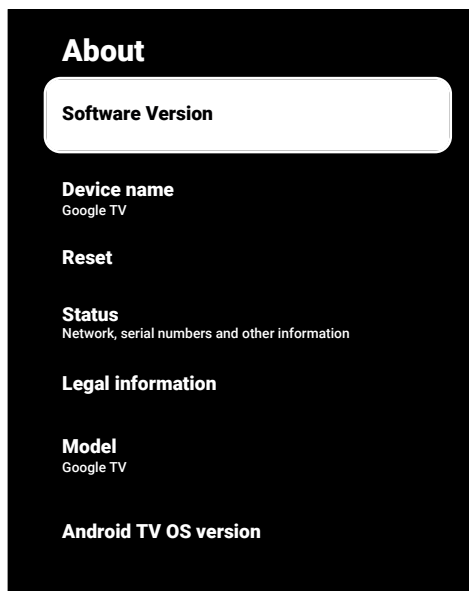 About
Software Version
Device name
Google TV
Reset
Status
Network, serial numbers and other information
Legal information
Model
Google TV
Android TV OS version